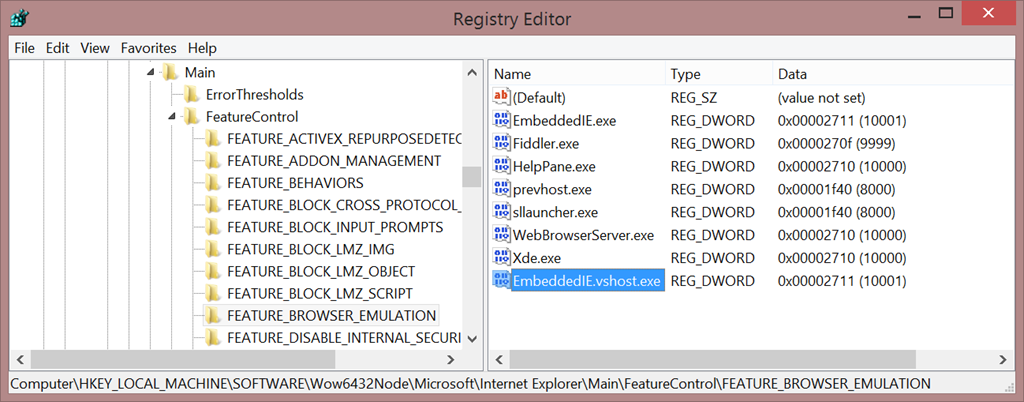 Registry Editor
File Edit View Favorites Help
Main
ErrorThresholds
FeatureControl
FEATURE_ACTIVEX_REPURPOSEDETEC
FEATURE_ADDON_MANAGEMENT
FEATURE_BEHAVIORS
FEATURE_BLOCK_CROSS_PROTOCOL_
FEATURE_BLOCK_INPUT_PROMPTS
FEATURE_BLOCK_LMZ_IMG
FEATURE_BLOCK_LMZ_OBJECT
FEATURE_BLOCK_LMZ_SCRIPT
FEATURE_BROWSER_EMULATION
FEATURE_DISABLE_INTERNAL_SECURI
Name Type Data
(Default) REG_SZ (value not set)
EmbeddedIE.exe REG_DWORD 0x00002711 (10001)
Fiddler.exe REG_DWORD 0x0000270f (9999)
HelpPane.exe REG_DWORD 0x00002710 (10000)
prevhost.exe REG_DWORD 0x00001f40 (8000)
sllauncher.exe REG_DWORD 0x00001f40 (8000)
WebBrowserServer.exe REG_DWORD 0x00002710 (10000)
Xde.exe REG_DWORD 0x00002710 (10000)
EmbeddedIE.vshost.exe REG_DWORD 0x00002711 (10001)
Computer\HKEY_LOCAL_MACHINE\SOFTWARE\Wow6432Node\Microsoft\Internet Explorer\Main\FeatureControl\FEATURE_BROWSER_EMULATION